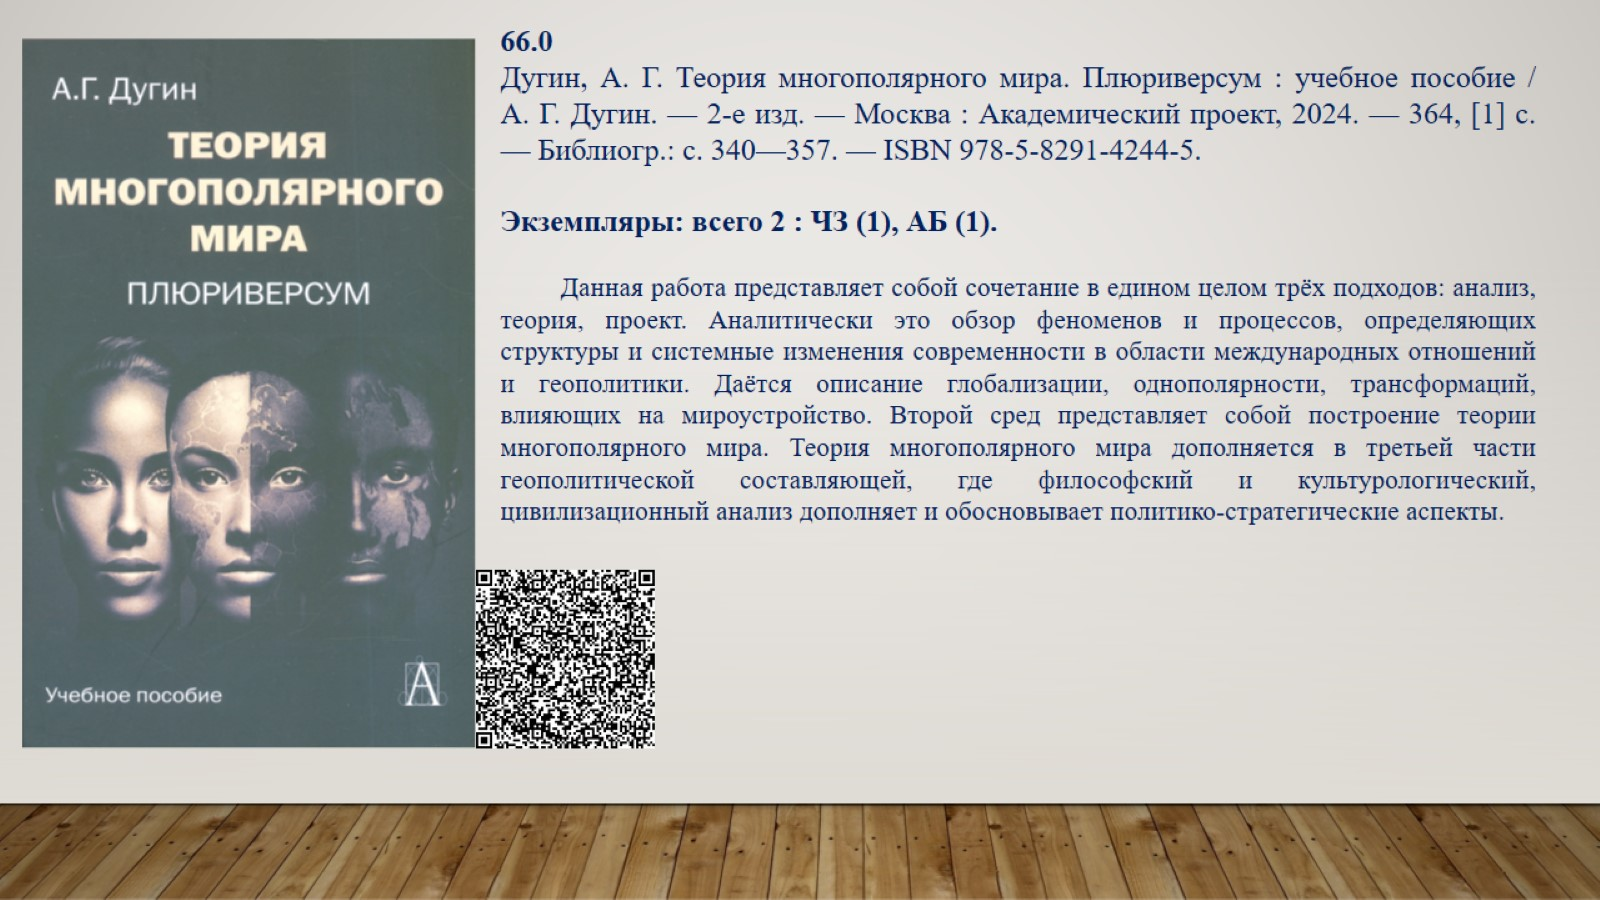 А.Г. Дугин
ТЕОРИЯ
МНОГОПОЛЯРНОГО
МИРА
ПЛЮРИВЕРСУМ
Учебное пособие
А
66.0
Дугин, А. Г. Теория многополярного мира. Плюриверсум : учебное пособие /
А. Г. Дугин. — 2-е изд. — Москва : Академический проект, 2024. — 364, [1] с.
— Библиогр.: с. 340—357. — ISBN 978-5-8291-4244-5.
Экземпляры: всего 2 : ЧЗ (1), АБ (1).
Данная работа представляет собой сочетание в едином целом трёх подходов: анализ,
теория, проект. Аналитически это обзор феноменов и процессов, определяющих
структуры и системные изменения современности в области международных отношений
и геополитики. Даётся описание глобализации, однополярности, трансформаций,
влияющих на мироустройство. Второй сред представляет собой построение теории
многополярного мира. Теория многополярного мира дополняется в третьей части
геополитической составляющей, где философский и культурологический,
цивилизационный анализ дополняет и обосновывает политико-стратегические аспекты.